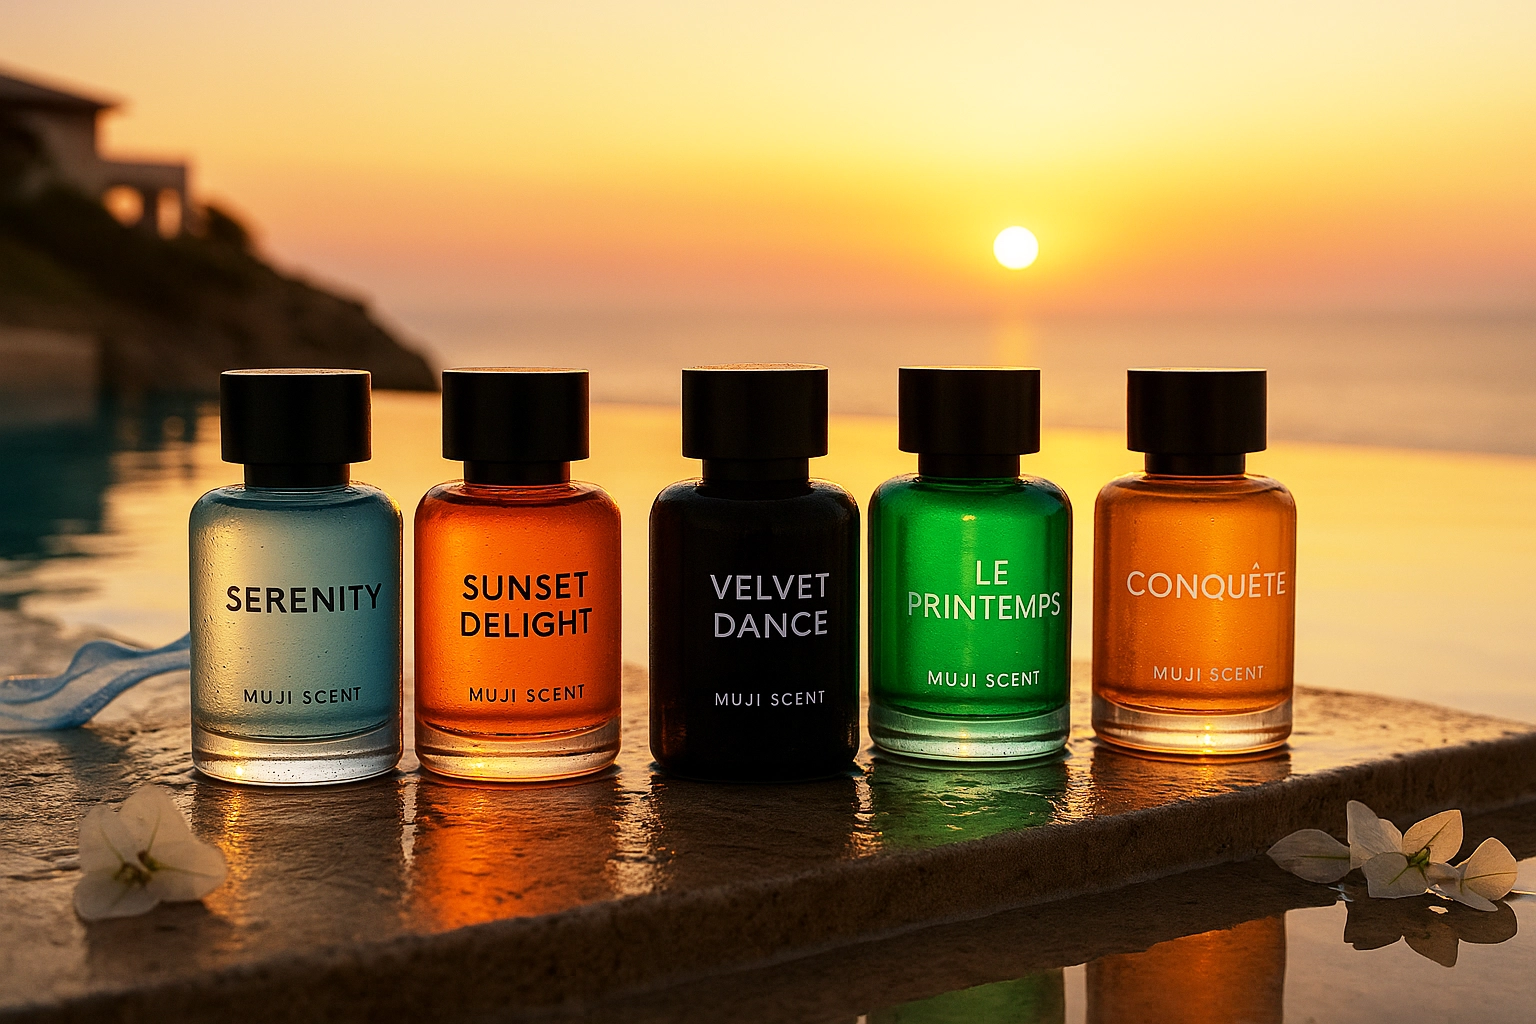 SERENITY
MUJI SCENT
SUNSET
DELIGHT
MUJI SCENT
VELVET
DANCE
MUJI SCENT
LE
PRINTEMPS
MUJI SCENT
CONQUÊTE
MUJI SCENT